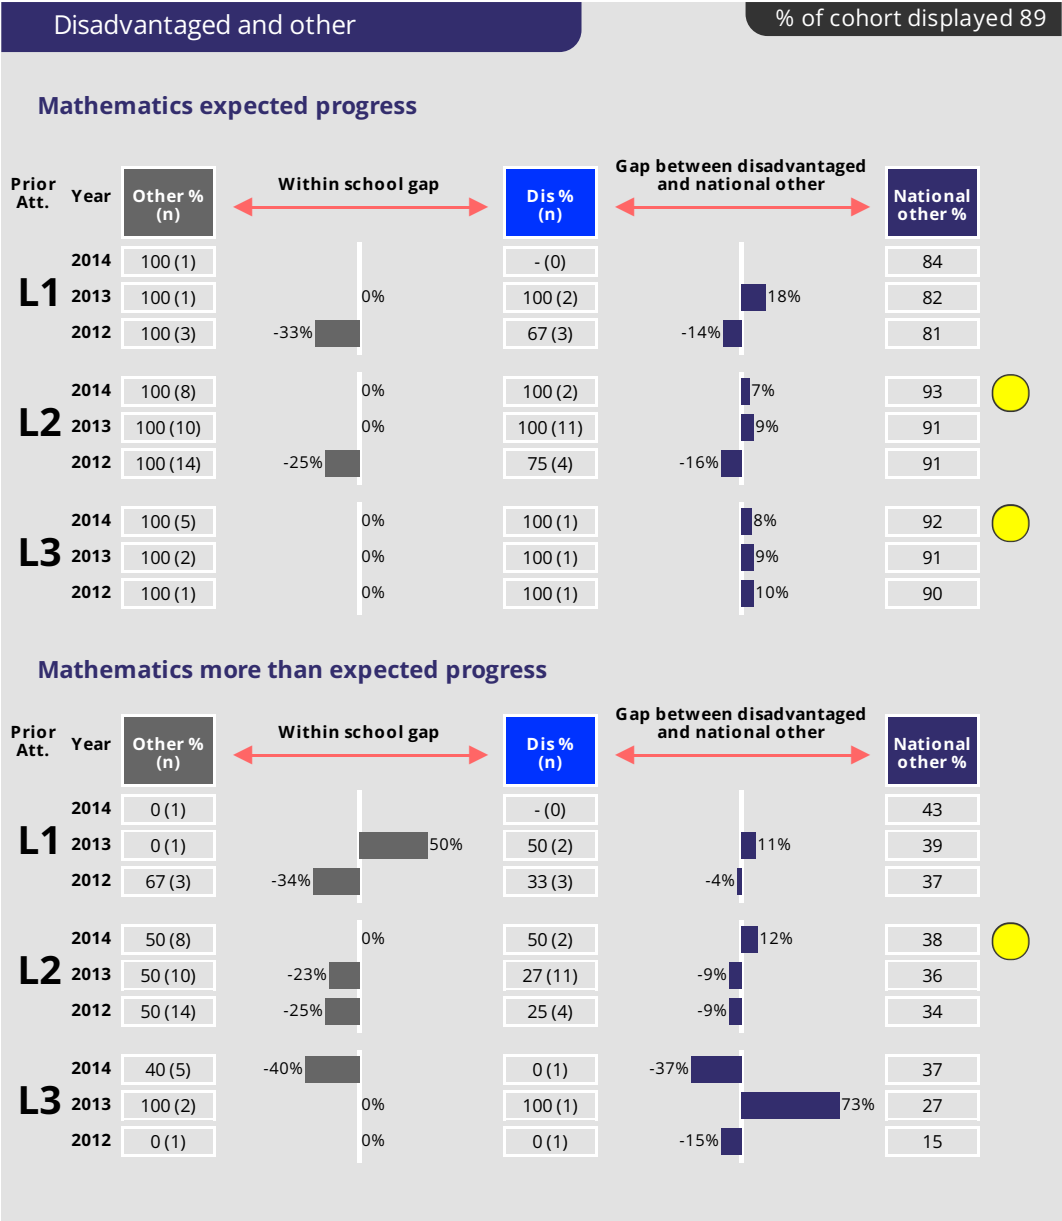 Disadvantaged and other
% of cohort displayed 89
Mathematics expected progress
Prior Att. Year Other % (n) Within school gap Dis % (n) Gap between disadvantaged and national other National other %
L1
2014 100 (1) - (0) 84
2013 100 (1) 0% 100 (2) 18% 82
2012 100 (3) -33% 67 (3) -14% 81
L2
2014 100 (8) 0% 100 (2) 7% 93
2013 100 (10) 0% 100 (11) 9% 91
2012 100 (14) -25% 75 (4) -16% 91
L3
2014 100 (5) 0% 100 (1) 8% 92
2013 100 (2) 0% 100 (1) 9% 91
2012 100 (1) 0% 100 (1) 10% 90
Mathematics more than expected progress
Prior Att. Year Other % (n) Within school gap Dis % (n) Gap between disadvantaged and national other National other %
L1
2014 0 (1) - (0) 43
2013 0 (1) 50% 50 (2) 11% 39
2012 67 (3) -34% 33 (3) -4% 37
L2
2014 50 (8) 0% 50 (2) 12% 38
2013 50 (10) -23% 27 (11) -9% 36
2012 50 (14) -25% 25 (4) -9% 34
L3
2014 40 (5) -40% 0 (1) -37% 37
2013 100 (2) 0% 100 (1) 73% 27
2012 0 (1) 0% 0 (1) -15% 15